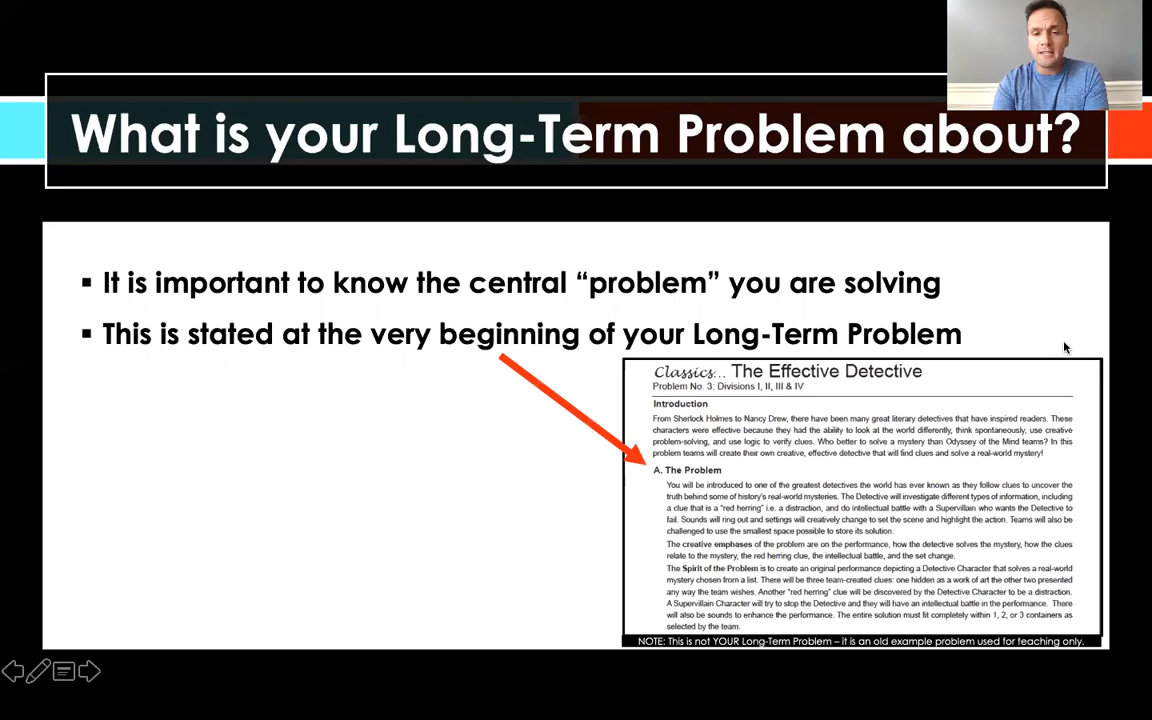 What is your Long-Term Problem about?
▪ It is important to know the central “problem” you are solving
▪ This is stated at the very beginning of your Long-Term Problem
Classics... The Effective Detective
Problem No. 3: Divisions I, II, III & IV
Introduction
From Sherlock Holmes to Nancy Drew, there have been many great literary detectives that have inspired readers. These
characters were effective because they had the ability to look at the world differently, think spontaneously, use creative
problem-solving, and use logic to verify clues. Who better to solve a mystery than Odyssey of the Mind teams? In this
problem teams will create their own creative, effective detective that will find clues and solve a real-world mystery!
A. The Problem
You will be introduced to one of the greatest detectives the world has ever known as they follow clues to uncover the
truth behind some of history's real-world mysteries. The Detective will investigate different types of information, including
a clue that is a “red herring” i.e. a distraction, and do intellectual battle with a Supervillain who wants the Detective to
fail. Sounds will ring out and settings will creatively change to set the scene and highlight the action. Teams will also be
challenged to use the smallest space possible to store its solution.
The creative emphases of the problem are on the performance, how the detective solves the mystery, how the clues
relate to the mystery, the red herring clue, the intellectual battle, and the set change.
The Spirit of the Problem is to create an original performance depicting a Detective Character that solves a real-world
mystery chosen from a list. There will be three team-created clues: one hidden as a work of art the other two presented
any way the team wishes. Another “red herring” clue will be discovered by the Detective Character to be a distraction.
A Supervillain Character will try to stop the Detective and they will have an intellectual battle in the performance. There
will also be sounds to enhance the performance. The entire solution must fit completely within 1, 2, or 3 containers as
selected by the team.
NOTE: This is not YOUR Long-Term Problem – it is an old example problem used for teaching only.